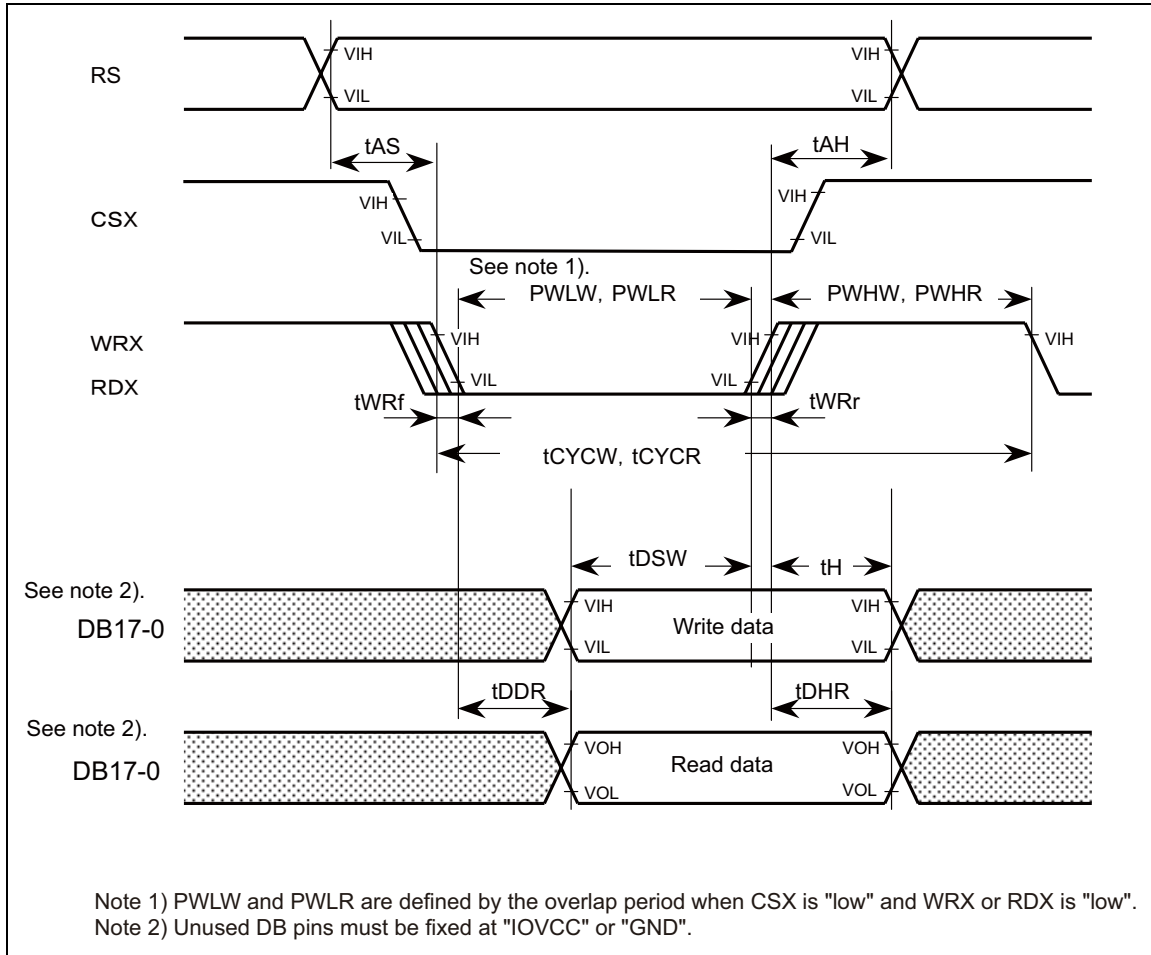 RS
VIH
VIH
VIL
VIL
tAS
tAH
CSX
VIH
VIH
VIL
VIL
See note 1).
PWLW, PWLR
PWHW, PWHR
WRX
VIH
VIH
VIH
RDX
VIL
VIL
tWRf
tWRr
tCYCW, tCYCR
tDSW
tH
See note 2).
DB17-0
VIH
VIH
Write data
VIL
VIL
tDDR
tDHR
See note 2).
DB17-0
VOH
VOH
Read data
VOL
VOL
Note 1) PWLW and PWLR are defined by the overlap period when CSX is "low" and WRX or RDX is "low".
Note 2) Unused DB pins must be fixed at "IOVCC" or "GND".